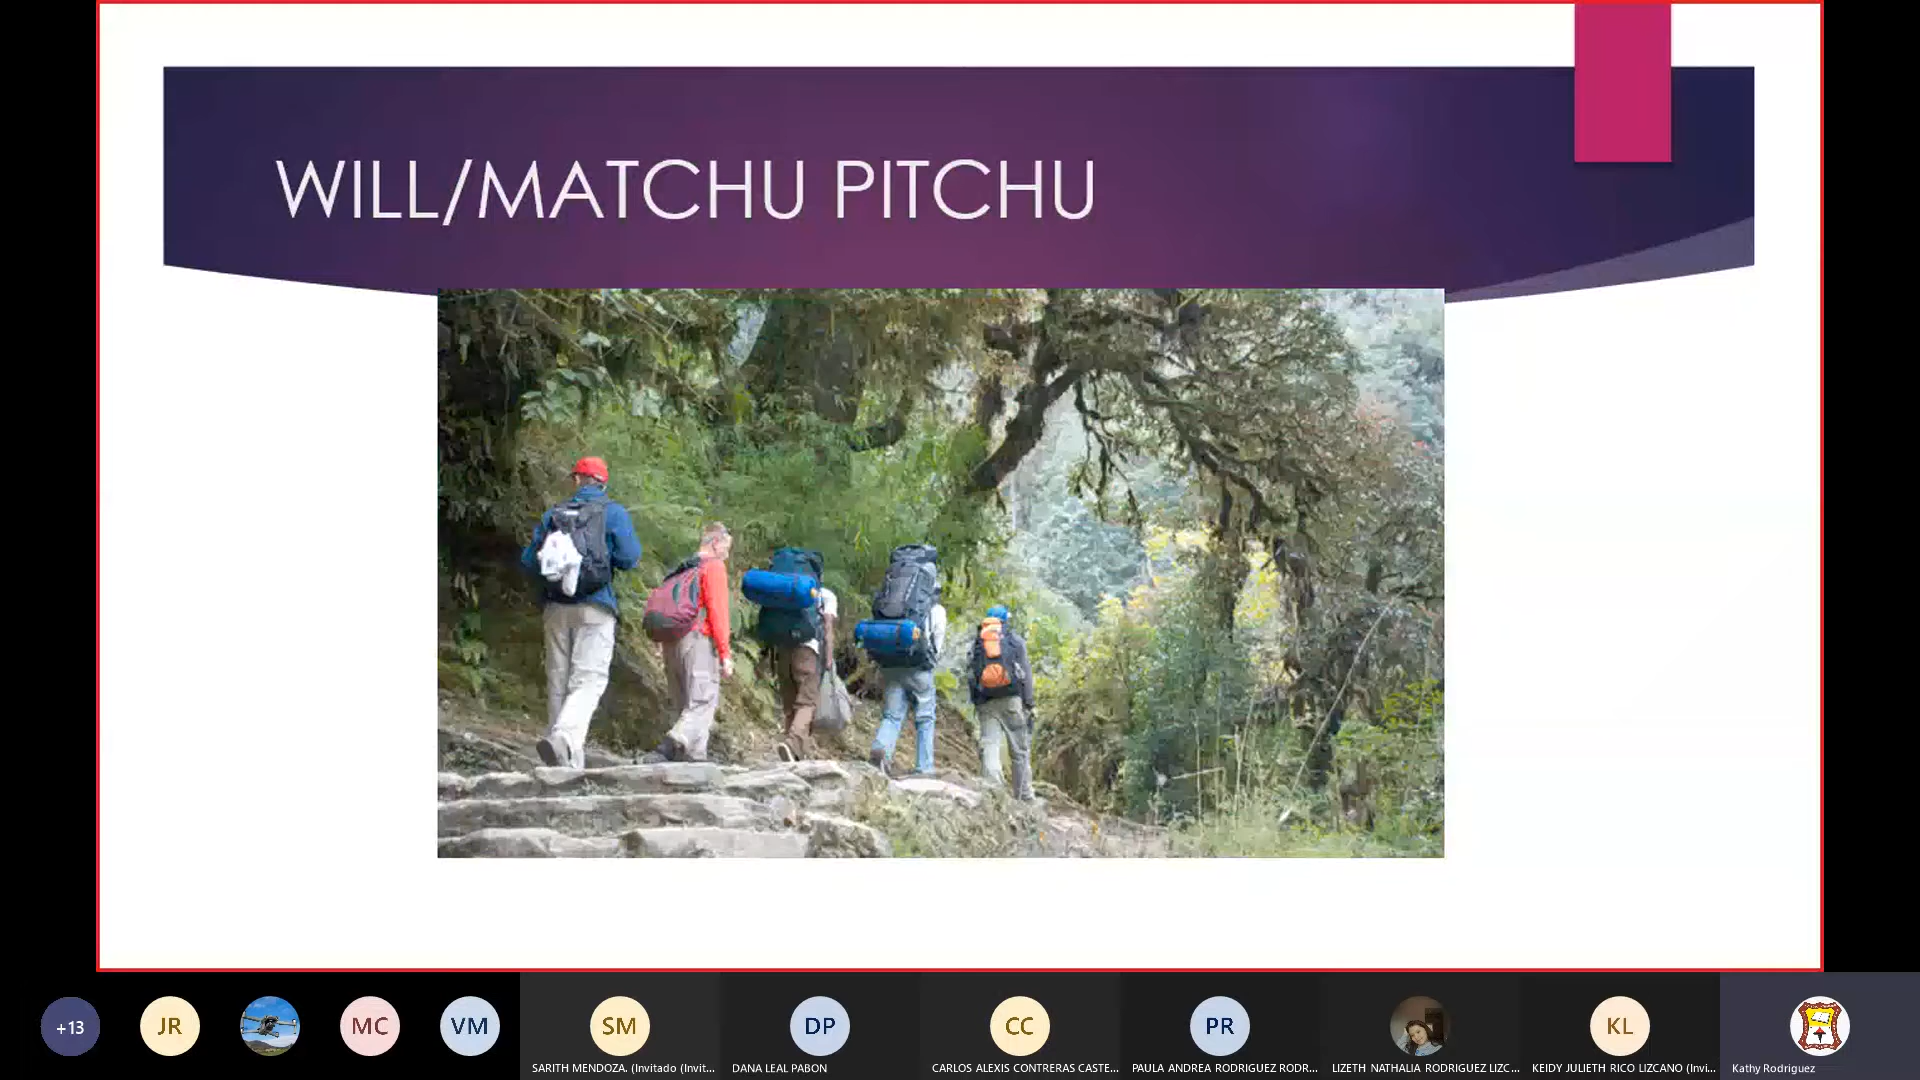 WILL/MATCHU PITCHU
+13
JR
MC
VM
SM
DP
CC
PR
KL
SARITH MENDOZA. (Invitado (Invit...
DANA LEAL PABON
CARLOS ALEXIS CONTRERAS CASTE...
PAULA ANDREA RODRIGUEZ RODR...
LIZETH NATHALIA RODRIGUEZ LIZC...
KEIDY JULIETH RICO LIZCANO (Invi...
Kathy Rodriguez